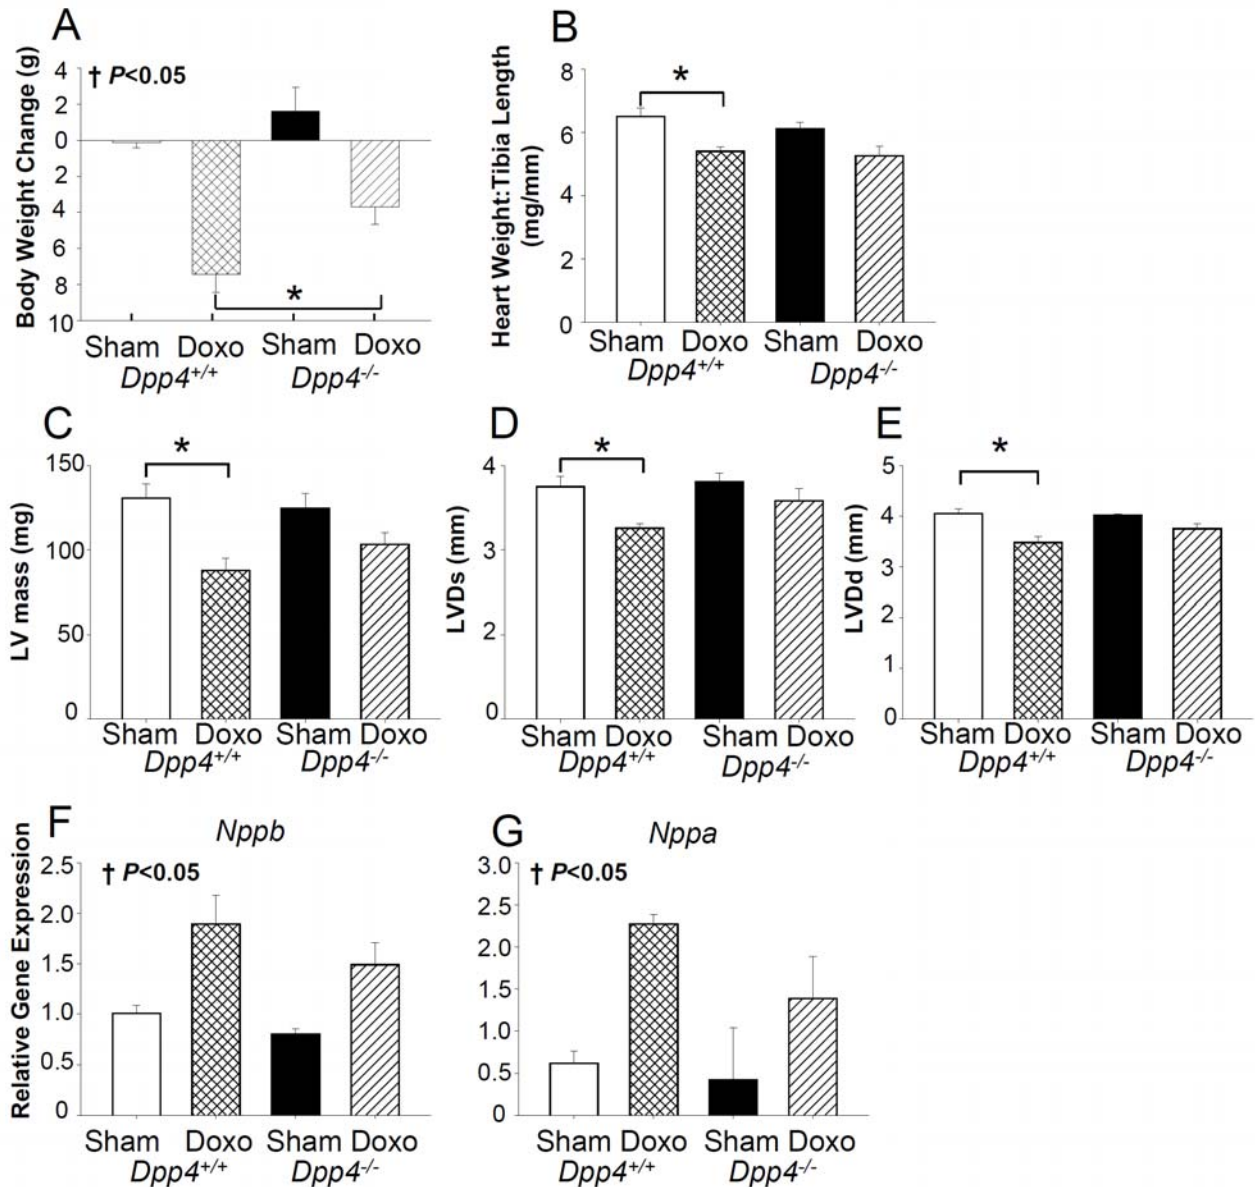 A
B
Body Weight Change (g)
† P<0.05
4
2
0
2
4
6
8
10
*
Sham Doxo Sham Doxo
Dpp4+/+ Dpp4-/-
Heart Weight:Tibia Length
(mg/mm)
8
6
4
2
0
*
Sham Doxo Sham Doxo
Dpp4+/+ Dpp4-/-
C
LV mass (mg)
150
100
50
0
*
Sham Doxo Sham Doxo
Dpp4+/+ Dpp4-/-
D
LVDs (mm)
4
3
2
0
*
Sham Doxo Sham Doxo
Dpp4+/+ Dpp4-/-
E
LVDd (mm)
5
4
3
2
1
0
*
Sham Doxo Sham Doxo
Dpp4+/+ Dpp4-/-
F
Nppb
Relative Gene Expression
† P<0.05
2.5
2.0
1.5
1.0
0.5
0
Sham Doxo Sham Doxo
Dpp4+/+ Dpp4-/-
G
Nppa
† P<0.05
3.0
2.5
2.0
1.5
1.0
0.5
0
Sham Doxo Sham Doxo
Dpp4+/+ Dpp4-/-